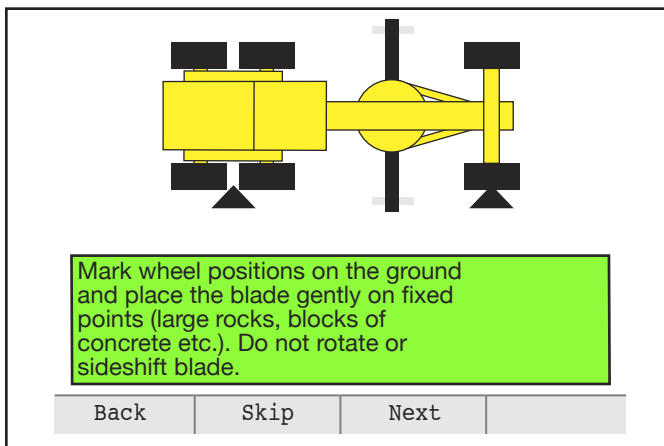 Mark wheel positions on the ground
and place the blade gently on fixed
points (large rocks, blocks of
concrete etc.). Do not rotate or
sideshift blade.
Back Skip Next